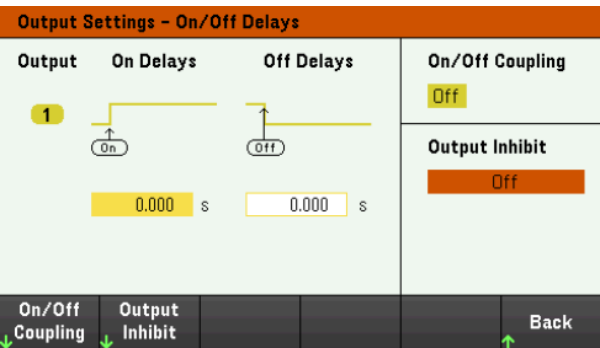 Output Settings - On/Off Delays
Output On Delays Off Delays
1
On
Off
0.000 s 0.000 s
On/Off Coupling
Off
Output Inhibit
Off
On/Off Coupling
Output Inhibit
Back